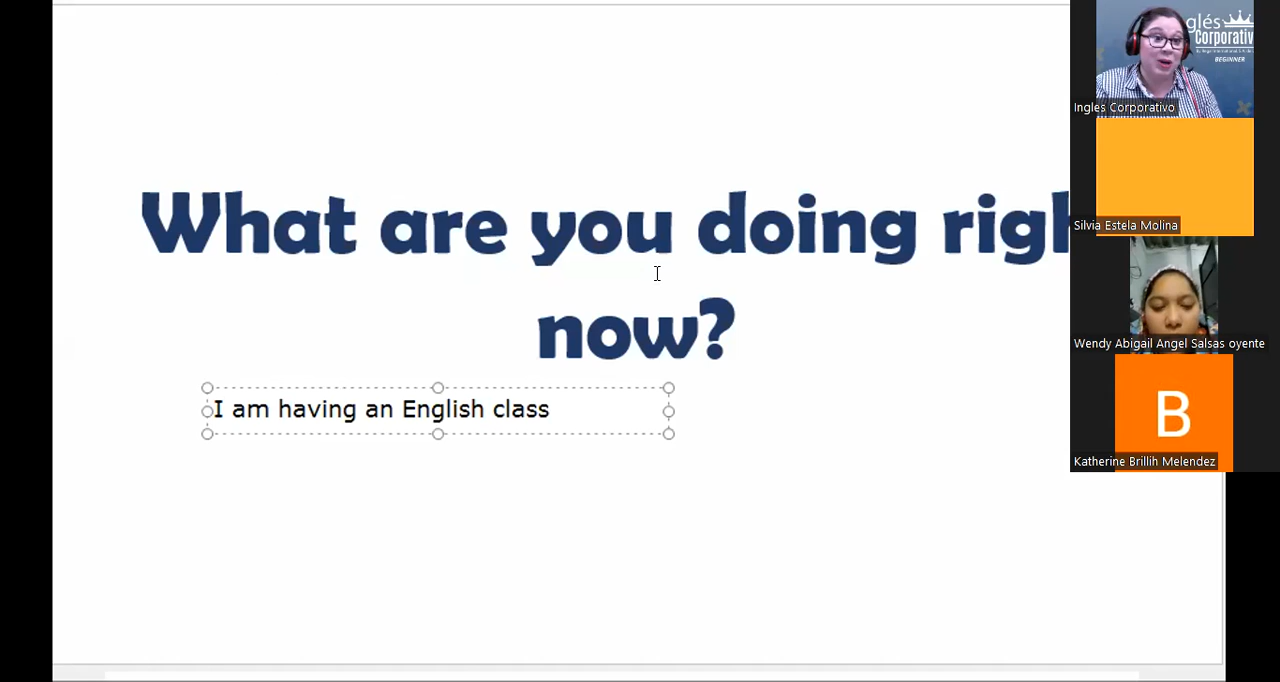 What are you doing righ
now?
I am having an English class
glés
Corporativ
BEGINNER
Ingles Corporativo
Silvia Estela Molina
Wendy Abigail Angel Salsas oyente
B
Katherine Brillih Melendez